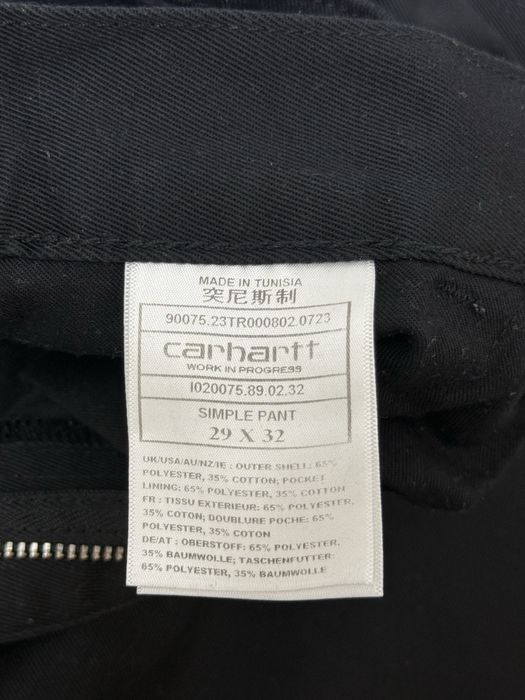 MADE IN TUNISIA
突尼斯制
90075.23TR000802.0723
carhartt
WORK IN PROGRESS
I020075.89.02.32
SIMPLE PANT
29 X 32
UK/USA/AU/NZ/IE : OUTER SHELL: 65%
POLYESTER, 35% COTTON; POCKET
LINING: 65% POLYESTER, 35% COTTON
FR : TISSU EXTERIEUR: 65% POLYESTER,
35% COTON; DOUBLURE POCHE: 65%
POLYESTER, 35% COTON
DE/AT : OBERSTOFF: 65% POLYESTER,
35% BAUMWOLLE; TASCHENFUTTER:
65% POLYESTER, 35% BAUMWOLLE